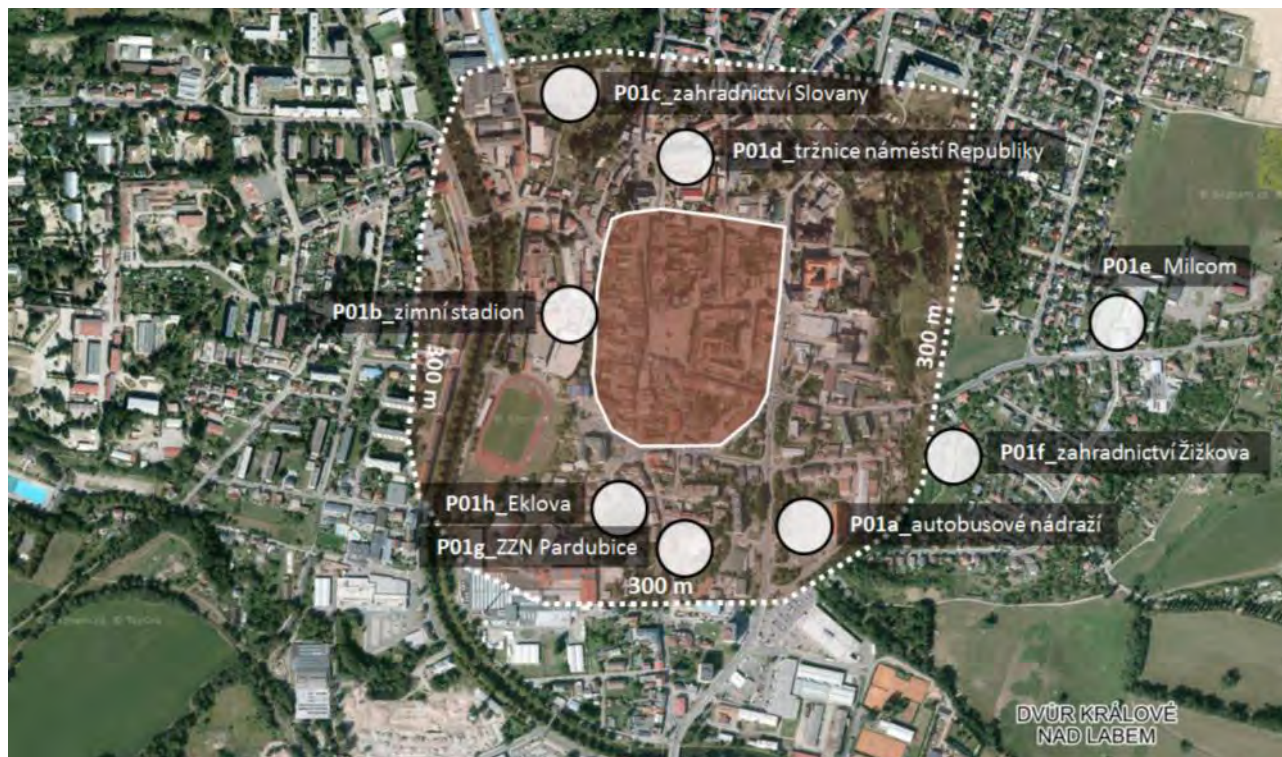 P01c_zahradnictví Slovany
P01d_tržnice náměstí Republiky
P01e_Milcom
P01b_zimní stadion
300 m
300 m
P01f_zahradnictví Žižkova
P01h_Eklova
P01a_autobusové nádraží
P01g_ZZN Pardubice
300 m
DVŮR KRÁLOVÉ
NAD LABEM